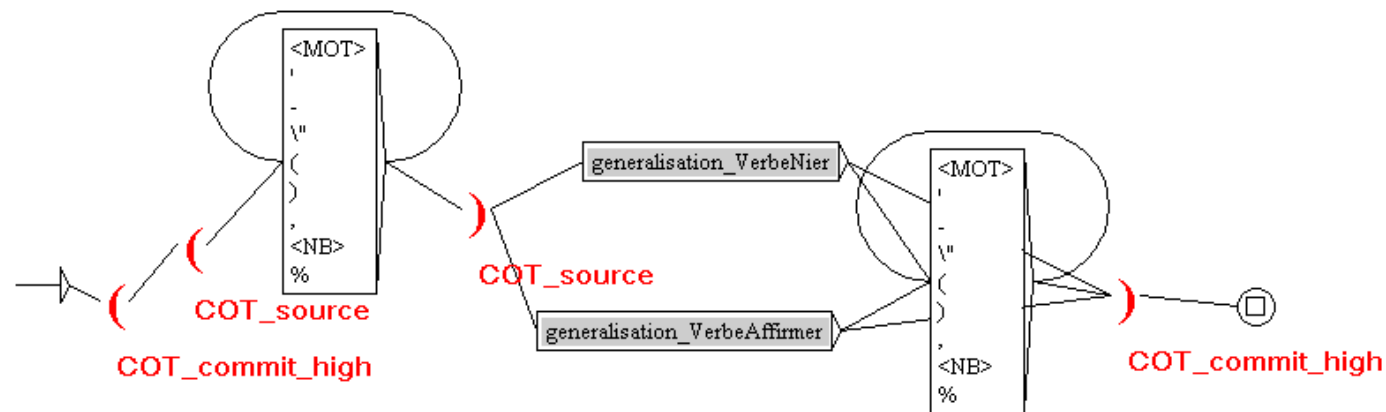 <MOT>
'
-
\"
(
)
,
<NB>
%
COT_source
COT_commit_high
COT_source
generalisation_VerbeNier
generalisation_VerbeAffirmer
<MOT>
'
-
\"
(
)
,
<NB>
%
COT_commit_high